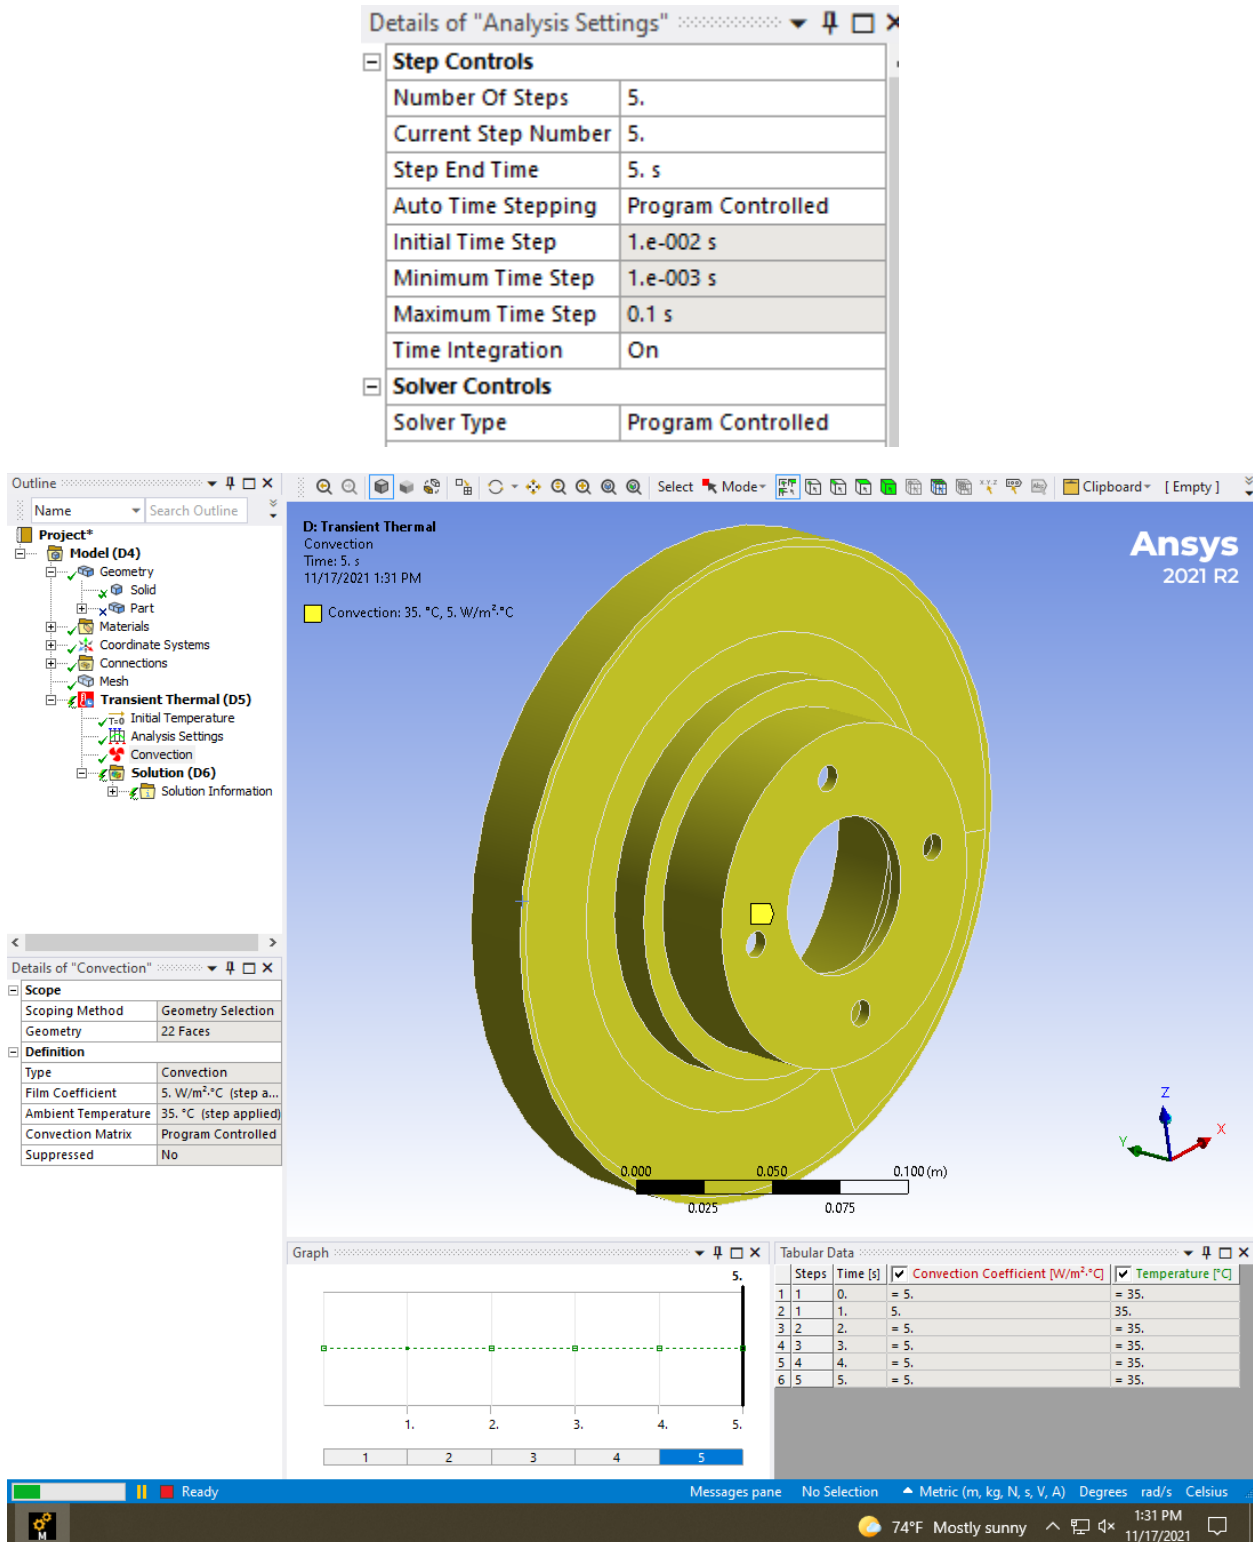 Details of "Analysis Settings"
Step Controls
Number Of Steps 5.
Current Step Number 5.
Step End Time 5. s
Auto Time Stepping Program Controlled
Initial Time Step 1.e-002 s
Minimum Time Step 1.e-003 s
Maximum Time Step 0.1 s
Time Integration On
Solver Controls
Solver Type Program Controlled
Outline
Name Search Outline
Project*
Model (D4)
Geometry
Solid
Part
Materials
Coordinate Systems
Connections
Mesh
Transient Thermal (D5)
T=0 Initial Temperature
Analysis Settings
Convection
Solution (D6)
Solution Information
Select Mode Clipboard [Empty]
D: Transient Thermal
Convection
Time: 5. s
11/17/2021 1:31 PM
Convection: 35. °C, 5. W/m²·°C
Ansys
2021 R2
Z
Y X
0.000 0.050 0.100 (m)
0.025 0.075
Details of "Convection"
Scope
Scoping Method Geometry Selection
Geometry 22 Faces
Definition
Type Convection
Film Coefficient 5. W/m²·°C (step a...
Ambient Temperature 35. °C (step applied)
Convection Matrix Program Controlled
Suppressed No
Graph
5.
1. 2. 3. 4. 5.
1 2 3 4 5
Tabular Data
Steps Time [s] Convection Coefficient [W/m²·°C] Temperature [°C]
1 1 0. = 5. = 35.
2 1 1. 5. 35.
3 2 2. = 5. = 35.
4 3 3. = 5. = 35.
5 4 4. = 5. = 35.
6 5 5. = 5. = 35.
Ready Messages pane No Selection Metric (m, kg, N, s, V, A) Degrees rad/s Celsius
M
74°F Mostly sunny
1:31 PM
11/17/2021